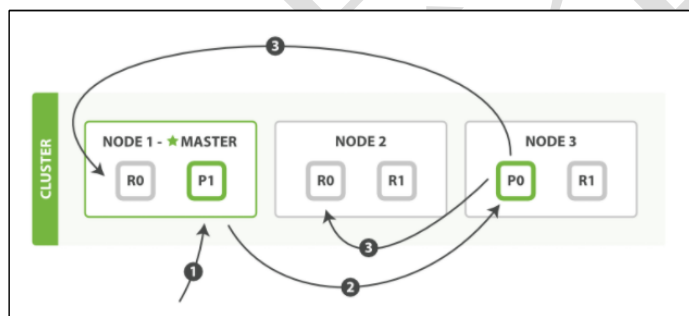 3
CLUSTER
NODE 1 - ★ MASTER
R0 P1
NODE 2
R0 R1
NODE 3
P0 R1
3
1
2